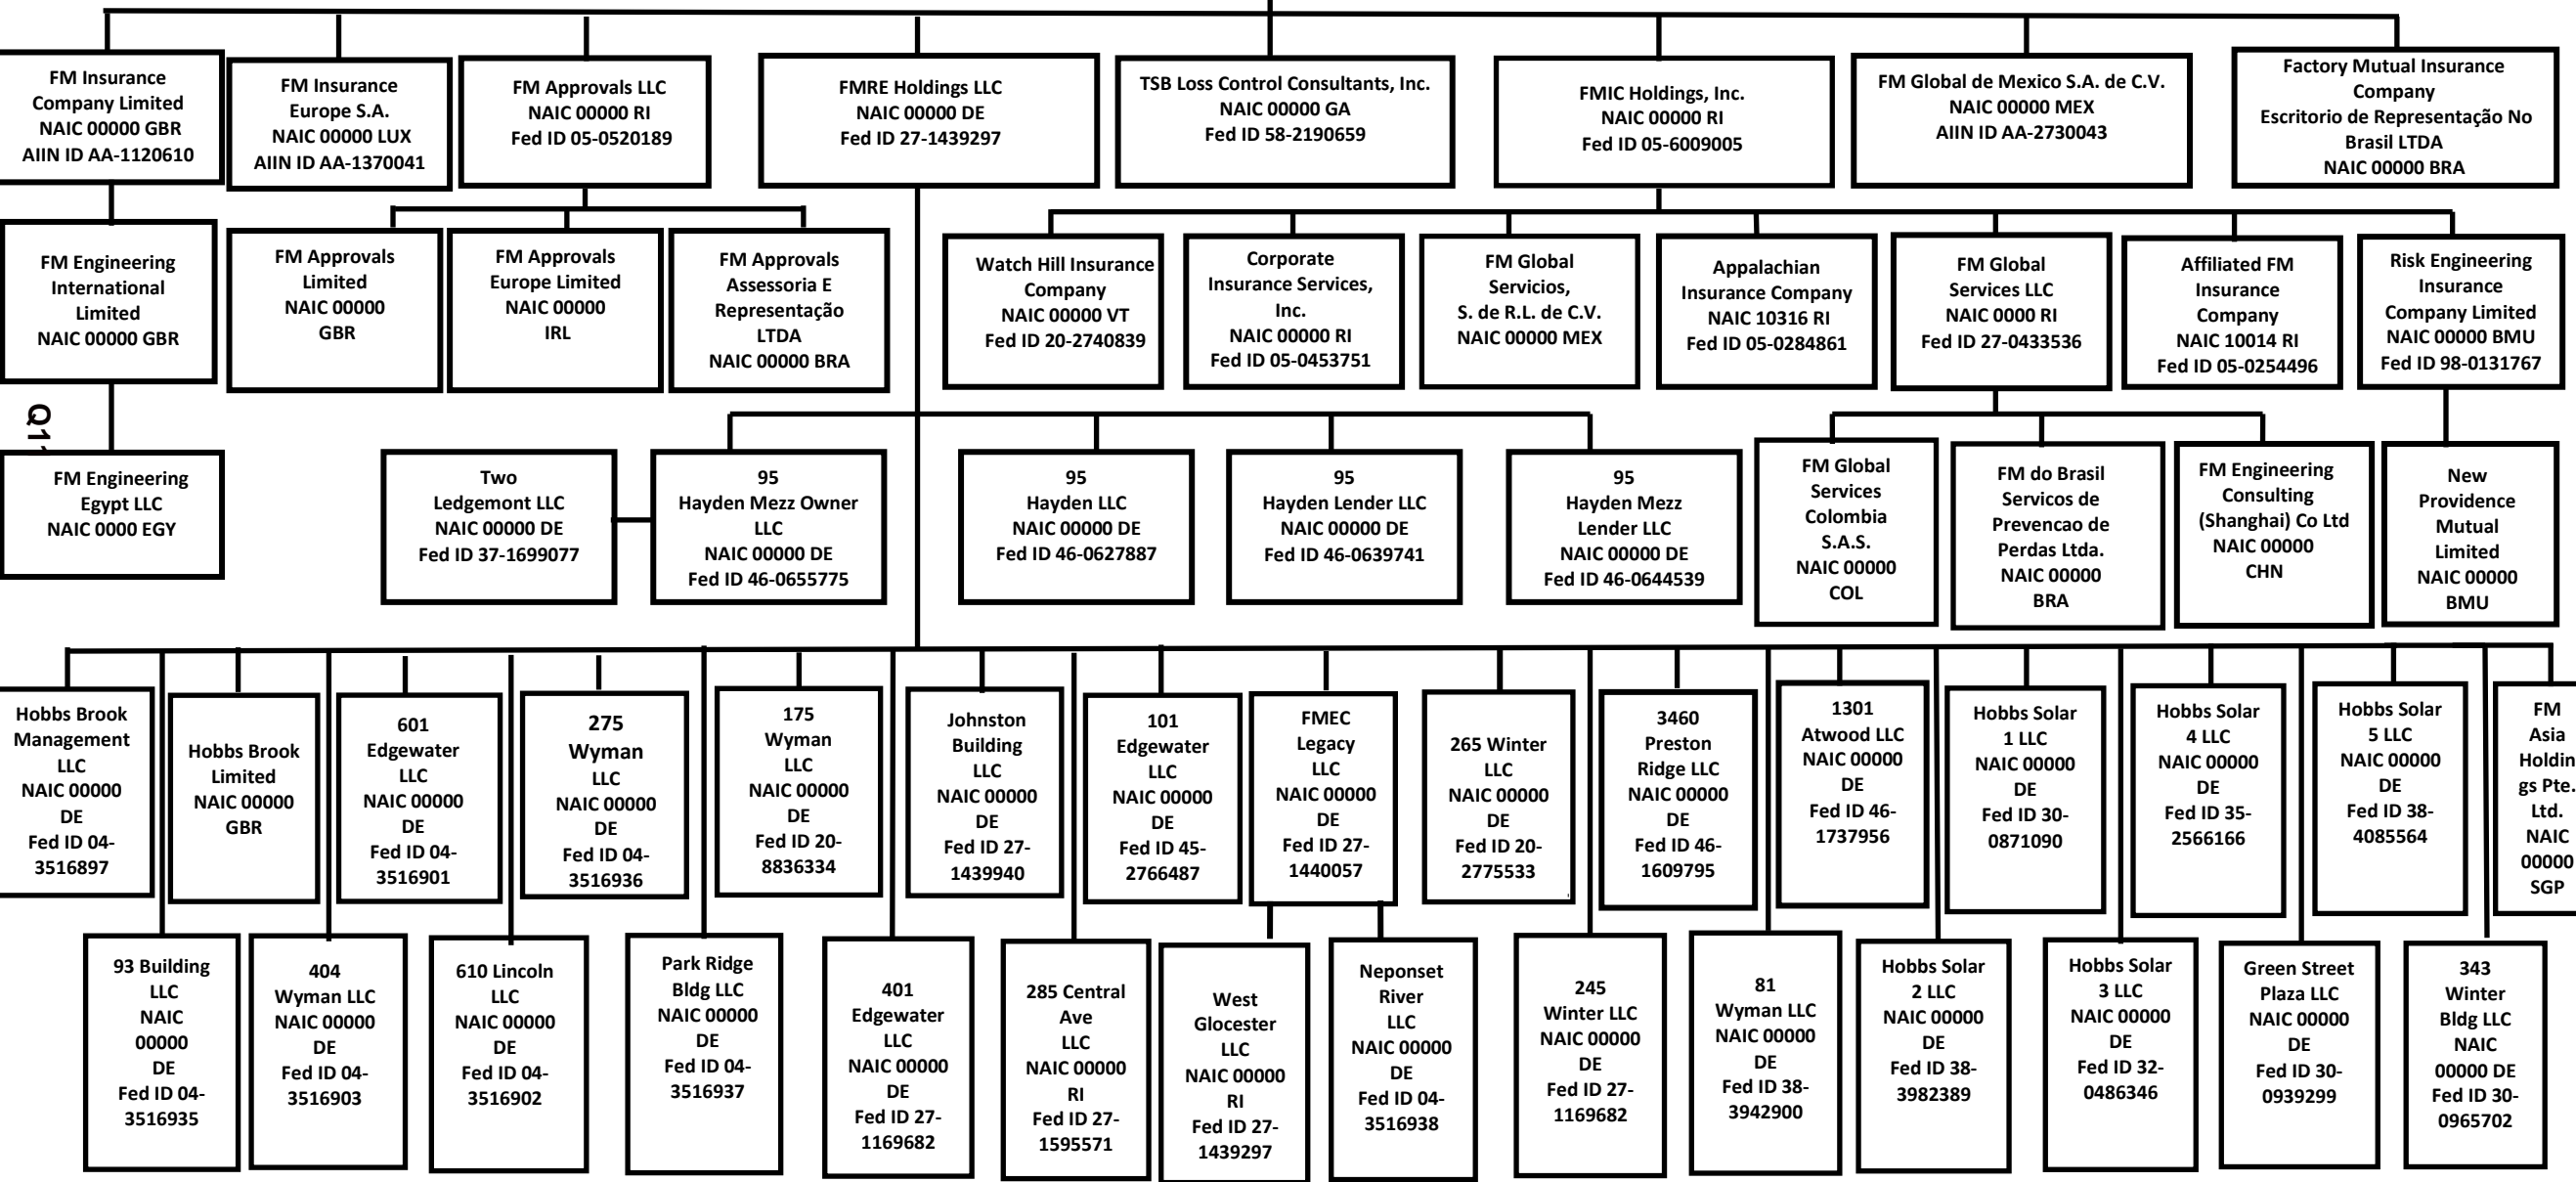 FM Insurance
Company Limited
NAIC 00000 GBR
AIIN ID AA-1120610
FM Insurance
Europe S.A.
NAIC 00000 LUX
AIIN ID AA-1370041
FM Approvals LLC
NAIC 00000 RI
Fed ID 05-0520189
FMRE Holdings LLC
NAIC 00000 DE
Fed ID 27-1439297
TSB Loss Control Consultants, Inc.
NAIC 00000 GA
Fed ID 58-2190659
FMIC Holdings, Inc.
NAIC 00000 RI
Fed ID 05-6009005
FM Global de Mexico S.A. de C.V.
NAIC 00000 MEX
AIIN ID AA-2730043
Factory Mutual Insurance
Company
Escritorio de Representação No
Brasil LTDA
NAIC 00000 BRA
FM Engineering
International
Limited
NAIC 00000 GBR
FM Approvals
Limited
NAIC 00000
GBR
FM Approvals
Europe Limited
NAIC 00000
IRL
FM Approvals
Assessoria E
Representação
LTDA
NAIC 00000 BRA
Watch Hill Insurance
Company
NAIC 00000 VT
Fed ID 20-2740839
Corporate
Insurance Services,
Inc.
NAIC 00000 RI
Fed ID 05-0453751
FM Global
Servicios,
S. de R.L. de C.V.
NAIC 00000 MEX
Appalachian
Insurance Company
NAIC 10316 RI
Fed ID 05-0284861
FM Global
Services LLC
NAIC 0000 RI
Fed ID 27-0433536
Affiliated FM
Insurance
Company
NAIC 10014 RI
Fed ID 05-0254496
Risk Engineering
Insurance
Company Limited
NAIC 00000 BMU
Fed ID 98-0131767
FM Engineering
Egypt LLC
NAIC 0000 EGY
Two
Ledgemont LLC
NAIC 00000 DE
Fed ID 37-1699077
95
Hayden Mezz Owner
LLC
NAIC 00000 DE
Fed ID 46-0655775
95
Hayden LLC
NAIC 00000 DE
Fed ID 46-0627887
95
Hayden Lender LLC
NAIC 00000 DE
Fed ID 46-0639741
95
Hayden Mezz
Lender LLC
NAIC 00000 DE
Fed ID 46-0644539
FM Global
Services
Colombia
S.A.S.
NAIC 00000
COL
FM do Brasil
Servicos de
Prevencao de
Perdas Ltda.
NAIC 00000
BRA
FM Engineering
Consulting
(Shanghai) Co Ltd
NAIC 00000
CHN
New
Providence
Mutual
Limited
NAIC 00000
BMU
Hobbs Brook
Management
LLC
NAIC 00000
DE
Fed ID 04-
3516897
Hobbs Brook
Limited
NAIC 00000
GBR
601
Edgewater
LLC
NAIC 00000
DE
Fed ID 04-
3516901
275
Wyman
LLC
NAIC 00000
DE
Fed ID 04-
3516936
175
Wyman
LLC
NAIC 00000
DE
Fed ID 20-
8836334
Johnston
Building
LLC
NAIC 00000
DE
Fed ID 27-
1439940
101
Edgewater
LLC
NAIC 00000
DE
Fed ID 45-
2766487
FMEC
Legacy
LLC
NAIC 00000
DE
Fed ID 27-
1440057
265 Winter
LLC
NAIC 00000
DE
Fed ID 20-
2775533
3460
Preston
Ridge LLC
NAIC 00000
DE
Fed ID 46-
1609795
1301
Atwood LLC
NAIC 00000
DE
Fed ID 46-
1737956
Hobbs Solar
1 LLC
NAIC 00000
DE
Fed ID 30-
0871090
Hobbs Solar
4 LLC
NAIC 00000
DE
Fed ID 35-
2566166
Hobbs Solar
5 LLC
NAIC 00000
DE
Fed ID 38-
4085564
FM
Asia
Holdin
gs Pte.
Ltd.
NAIC
00000
SGP
93 Building
LLC
NAIC
00000
DE
Fed ID 04-
3516935
404
Wyman LLC
NAIC 00000
DE
Fed ID 04-
3516903
610 Lincoln
LLC
NAIC 00000
DE
Fed ID 04-
3516902
Park Ridge
Bldg LLC
NAIC 00000
DE
Fed ID 04-
3516937
401
Edgewater
LLC
NAIC 00000
DE
Fed ID 27-
1169682
285 Central
Ave
LLC
NAIC 00000
RI
Fed ID 27-
1595571
West
Glocester
LLC
NAIC 00000
RI
Fed ID 27-
1439297
Neponset
River
LLC
NAIC 00000
DE
Fed ID 04-
3516938
245
Winter LLC
NAIC 00000
DE
Fed ID 27-
1169682
81
Wyman LLC
NAIC 00000
DE
Fed ID 38-
3942900
Hobbs Solar
2 LLC
NAIC 00000
DE
Fed ID 38-
3982389
Hobbs Solar
3 LLC
NAIC 00000
DE
Fed ID 32-
0486346
Green Street
Plaza LLC
NAIC 00000
DE
Fed ID 30-
0939299
343
Winter
Bldg LLC
NAIC
00000 DE
Fed ID 30-
0965702